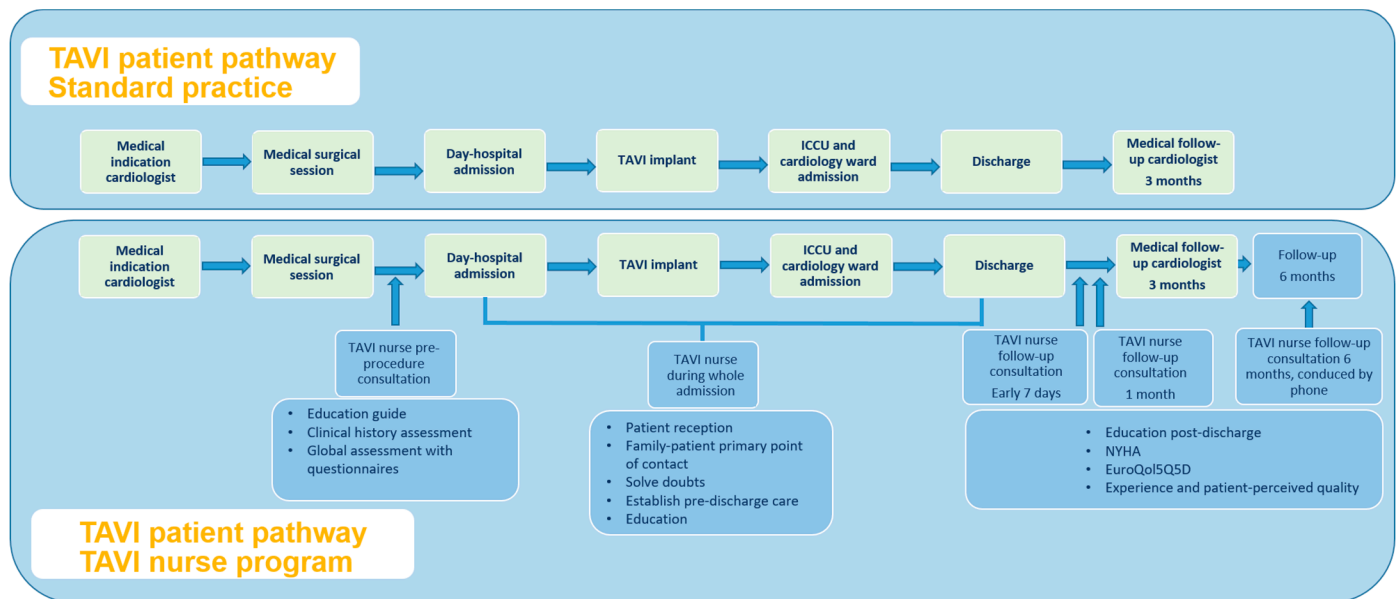 TAVI patient pathway
Standard practice
Medical
indication
cardiologist
Medical surgical
session
Day-hospital
admission
TAVI implant
ICCU and
cardiology ward
admission
Discharge
Medical follow-
up cardiologist
3 months
Medical
indication
cardiologist
Medical surgical
session
Day-hospital
admission
TAVI implant
ICCU and
cardiology ward
admission
Discharge
Medical follow-
up cardiologist
3 months
Follow-up
6 months
TAVI nurse pre-
procedure
consultation
• Education guide
• Clinical history assessment
• Global assessment with
questionnaires
TAVI nurse
during whole
admission
• Patient reception
• Family-patient primary point
of contact
• Solve doubts
• Establish pre-discharge care
• Education
TAVI nurse
follow-up
consultation
Early 7 days
TAVI nurse
follow-up
consultation
1 month
TAVI nurse follow-up
consultation 6
months, conduced by
phone
• Education post-discharge
• NYHA
• EuroQol5Q5D
• Experience and patient-perceived quality
TAVI patient pathway
TAVI nurse program